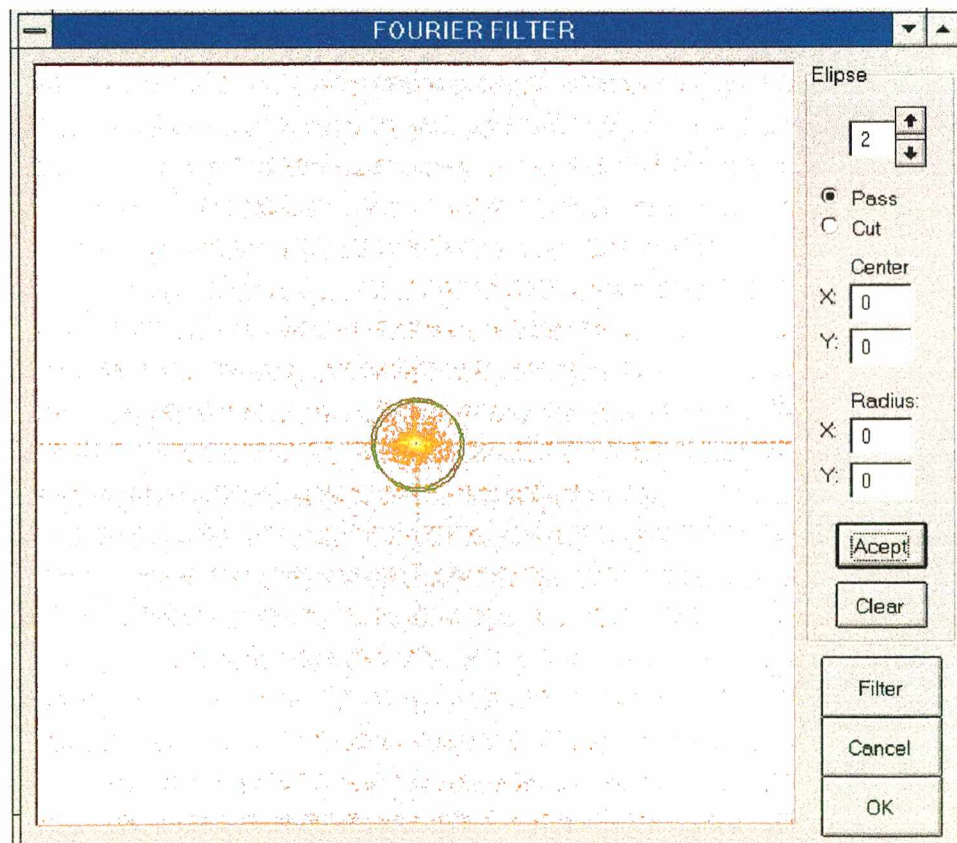 FOURIER FILTER
Elipse
2
Pass
Cut
Center
X: 0
Y: 0
Radius:
X: 0
Y: 0
Acept
Clear
Filter
Cancel
OK